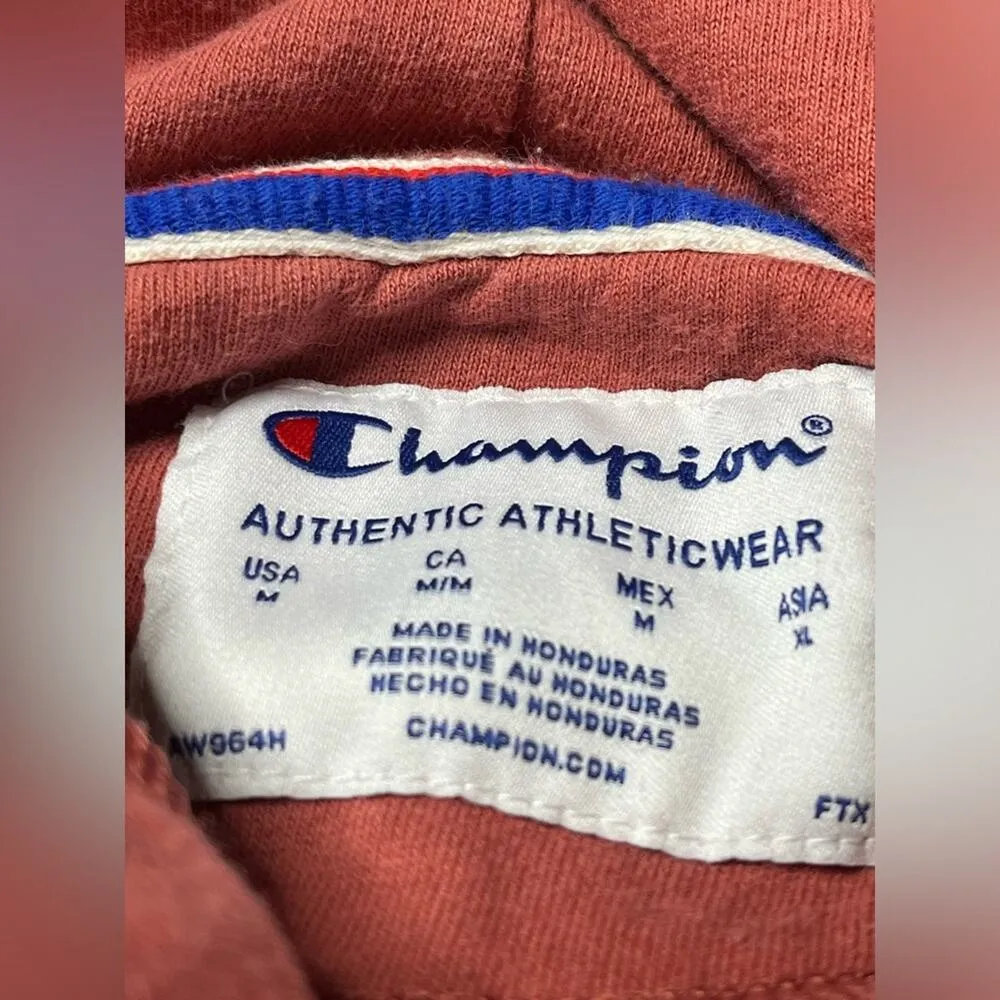 Champion®
AUTHENTIC ATHLETICWEAR
USA CA MEX ASIA
M M/M M XL
MADE IN HONDURAS
FABRIQUÉ AU HONDURAS
HECHO EN HONDURAS
CHAMPION.COM
AW964H
FTX